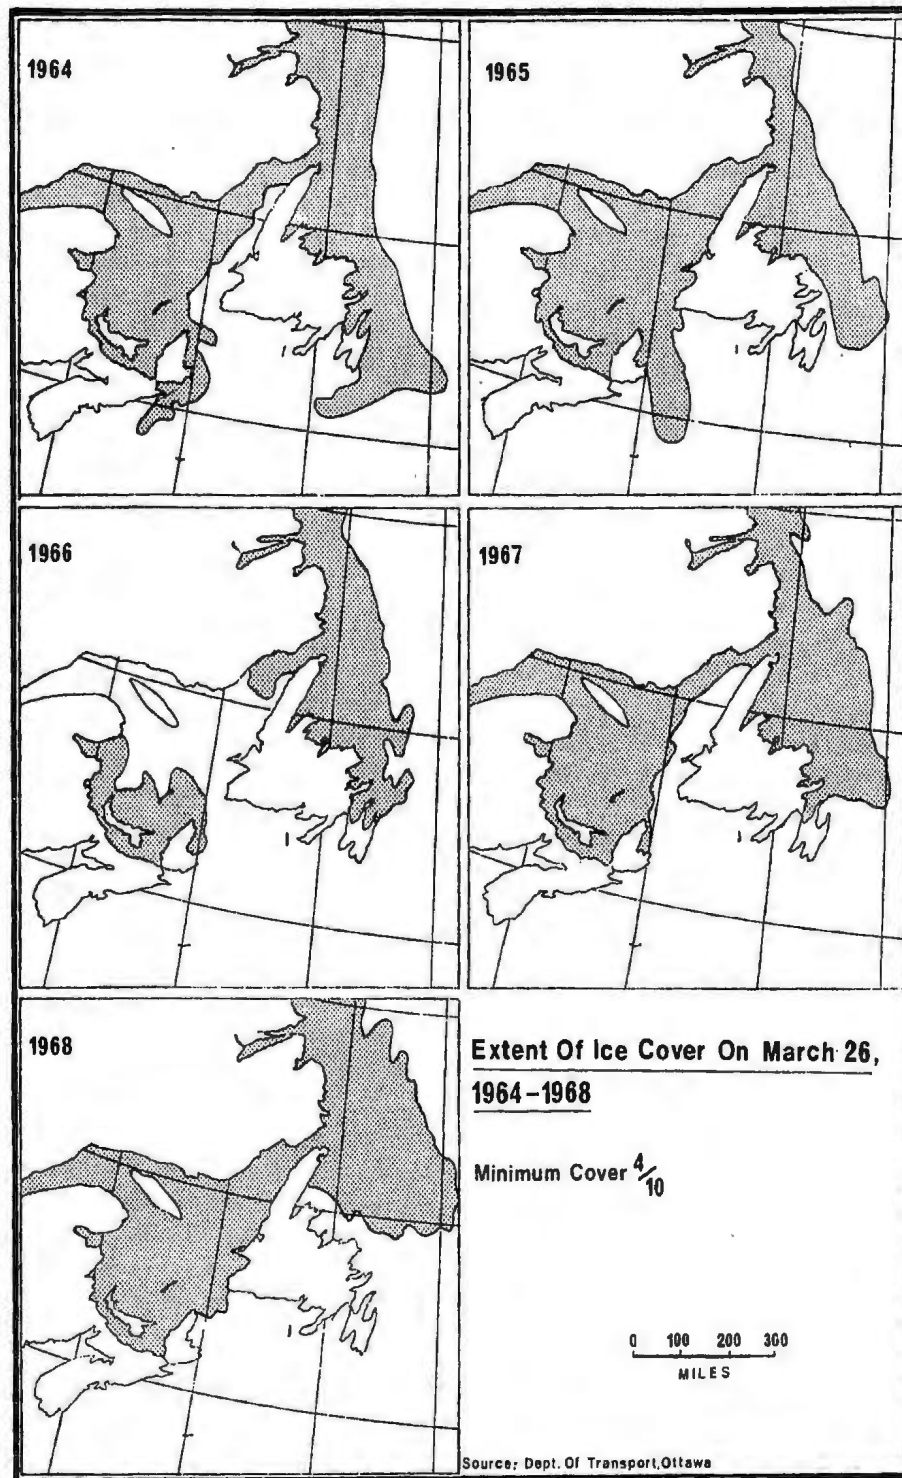 1964
1965
1966
1967
1968
Extent Of Ice Cover On March 26,
1964-1968
Minimum Cover 4/10
0 100 200 300
MILES
Source: Dept. Of Transport, Ottawa